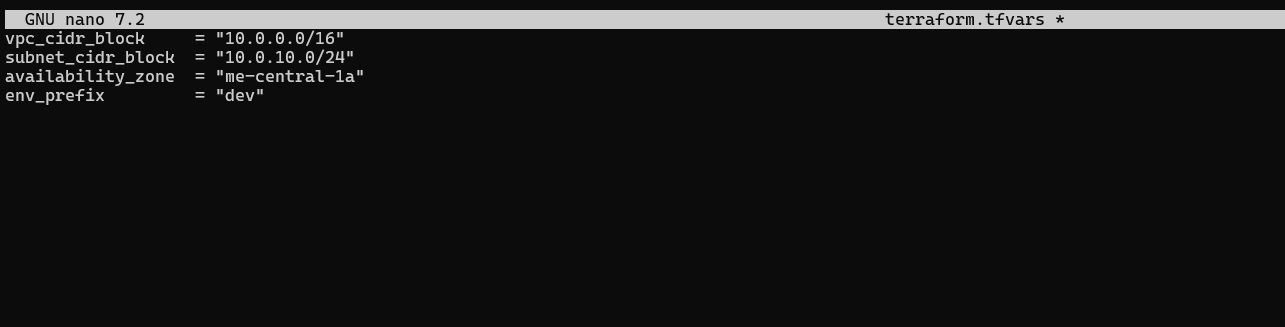 GNU nano 7.2 terraform.tfvars *
vpc_cidr_block     = "10.0.0.0/16"
subnet_cidr_block  = "10.0.10.0/24"
availability_zone  = "me-central-1a"
env_prefix         = "dev"